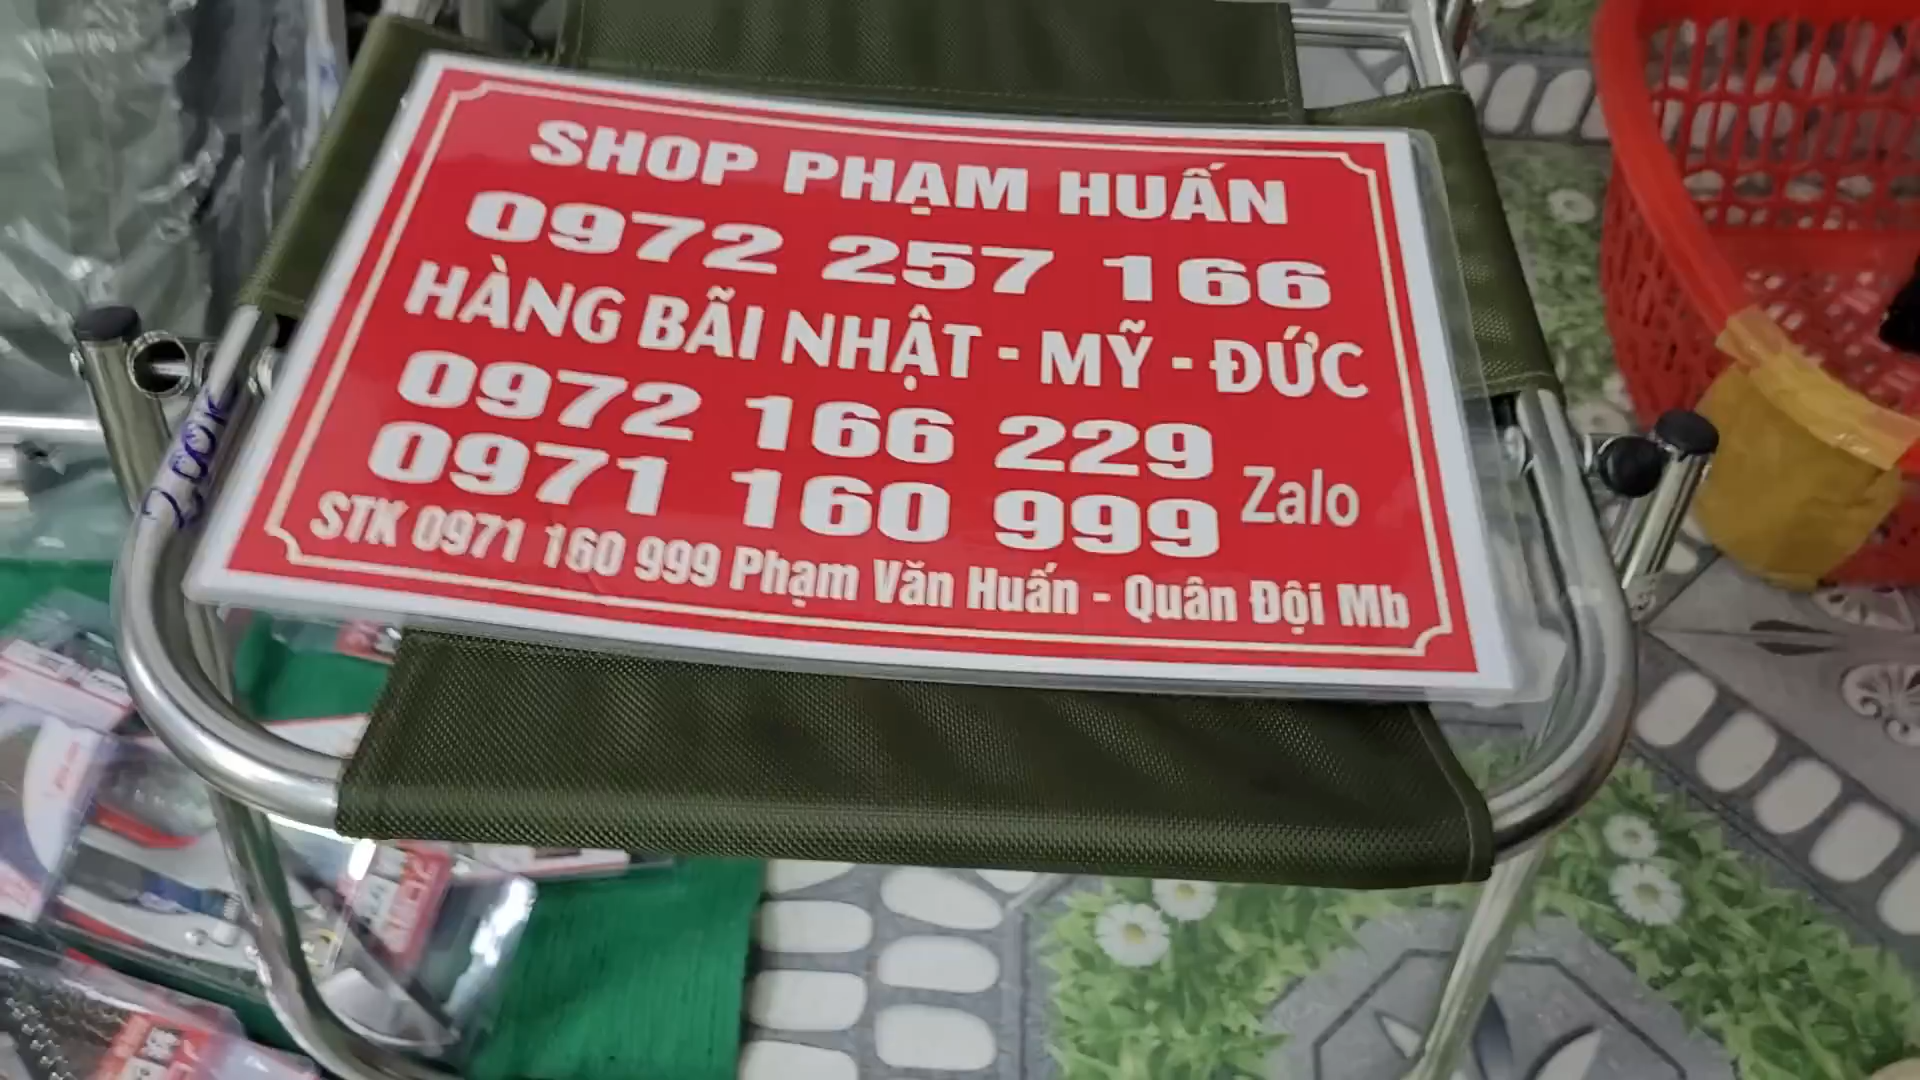 SHOP PHẠM HUẤN
0972 257 166
HÀNG BÃI NHẬT - MỸ - ĐỨC
0972 166 229
0971 160 999 Zalo
STK 0971 160 999 Phạm Văn Huấn - Quân Đội Mb